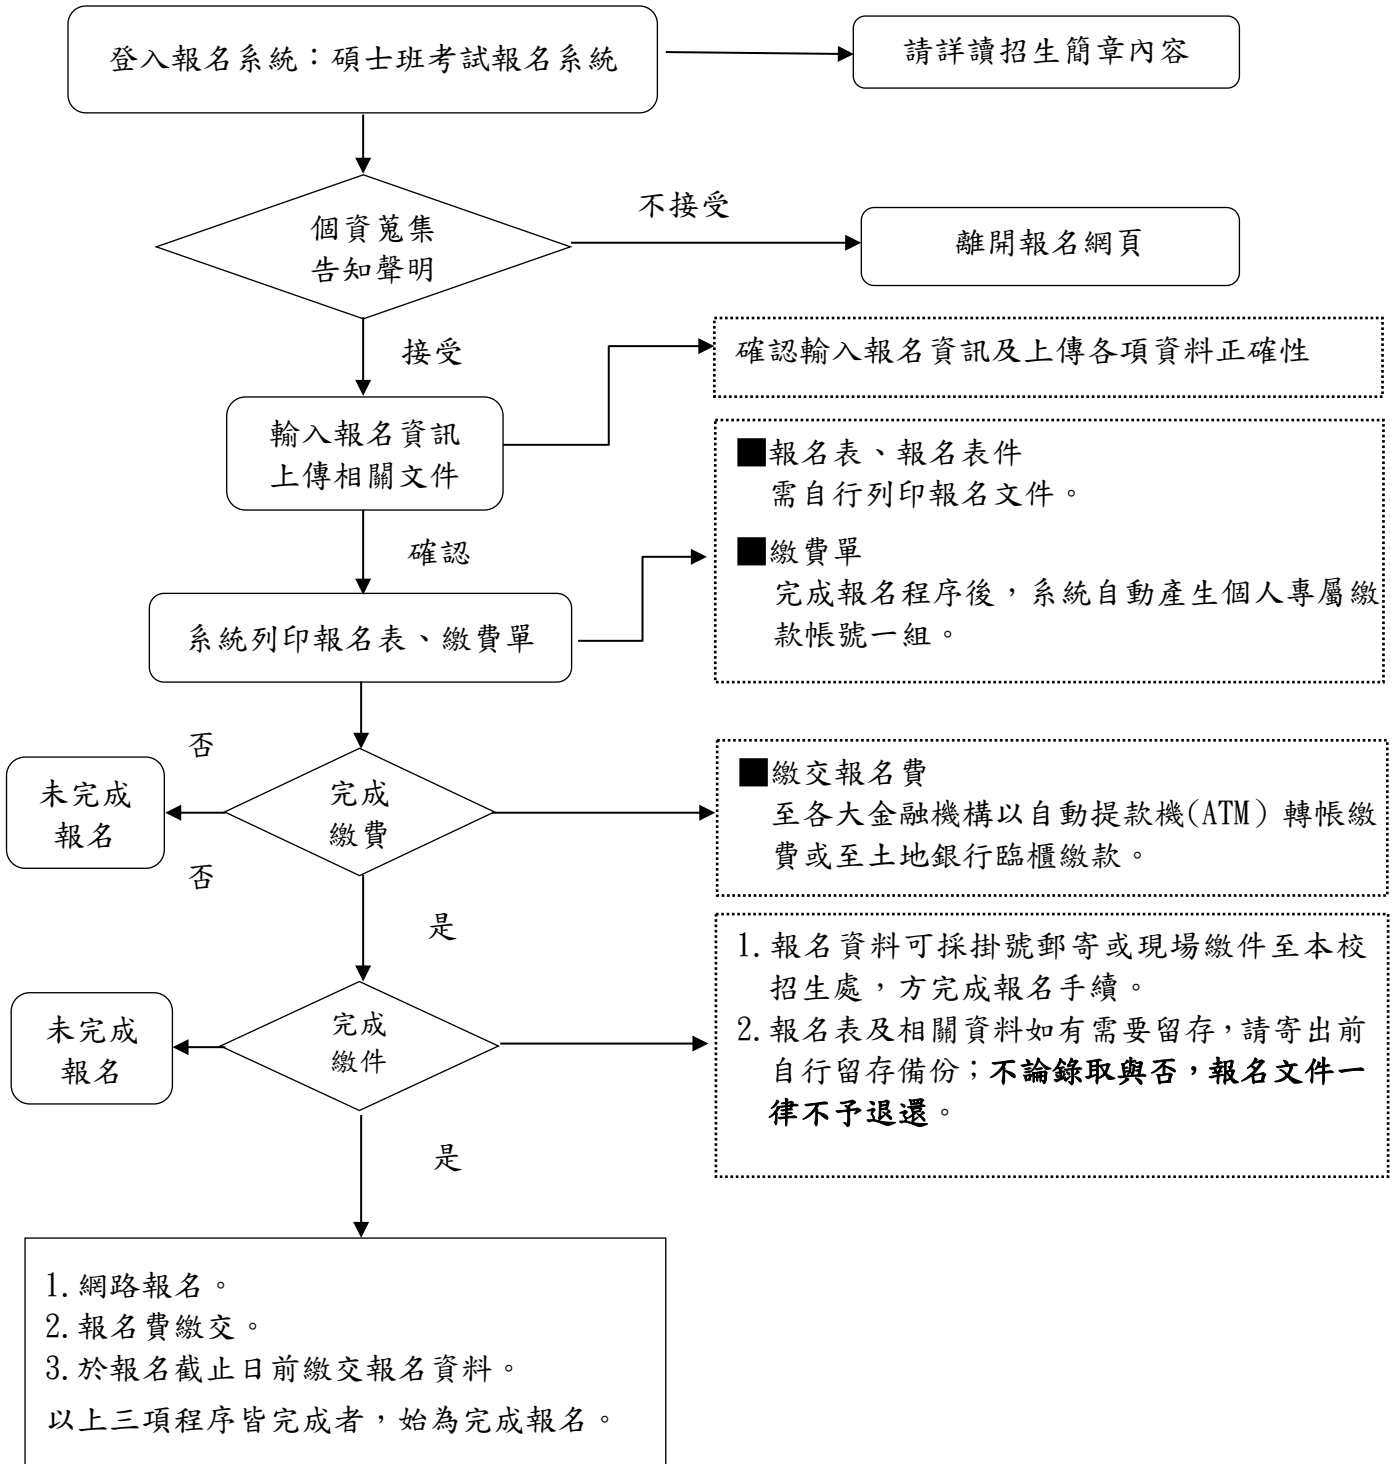 登入報名系統：碩士班考試報名系統
請詳讀招生簡章內容
個資蒐集
告知聲明
不接受
離開報名網頁
接受
確認輸入報名資訊及上傳各項資料正確性
輸入報名資訊
上傳相關文件
■報名表、報名表件
需自行列印報名文件。
確認
■繳費單
完成報名程序後，系統自動產生個人專屬繳
款帳號一組。
系統列印報名表、繳費單
否
未完成
報名
完成
繳費
■繳交報名費
至各大金融機構以自動提款機(ATM) 轉帳繳
費或至土地銀行臨櫃繳款。
否
是
1.報名資料可採掛號郵寄或現場繳件至本校
招生處，方完成報名手續。
2.報名表及相關資料如有需要留存，請寄出前
自行留存備份；不論錄取與否，報名文件一
律不予退還。
未完成
報名
完成
繳件
是
1.網路報名。
2.報名費繳交。
3.於報名截止日前繳交報名資料。
以上三項程序皆完成者，始為完成報名。